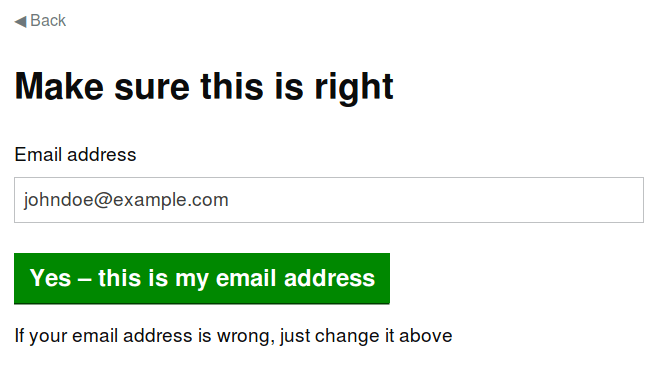 ◀ Back
Make sure this is right
Email address
johndoe@example.com
Yes – this is my email address
If your email address is wrong, just change it above